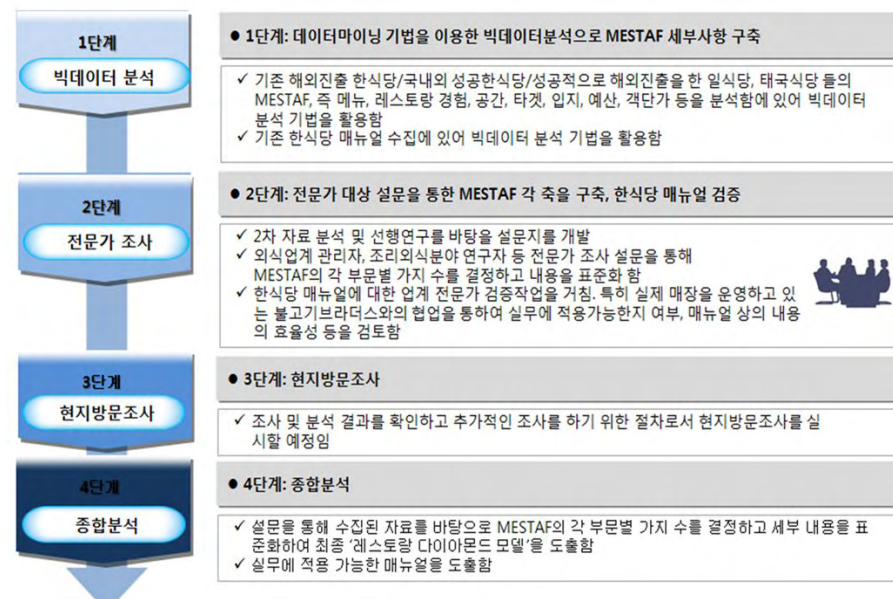 1단계
빅데이터 분석
● 1단계: 데이터마이닝 기법을 이용한 빅데이터분석으로 MESTAF 세부사항 구축
✓ 기존 해외진출 한식당/국내외 성공한식당/성공적으로 해외진출을 한 일식당, 태국식당 들의
MESTAF, 즉 메뉴, 레스토랑 경험, 공간, 타겟, 입지, 예산, 객단가 등을 분석함에 있어 빅데이터
분석 기법을 활용함
✓ 기존 한식당 매뉴얼 수집에 있어 빅데이터 분석 기법을 활용함
2단계
전문가 조사
● 2단계: 전문가 대상 설문을 통한 MESTAF 각 축을 구축, 한식당 매뉴얼 검증
✓ 2차 자료 분석 및 선행연구를 바탕을 설문지를 개발
✓ 외식업계 관리자, 조리외식분야 연구자 등 전문가 조사 설문을 통해
MESTAF의 각 부문별 가지 수를 결정하고 내용을 표준화 함
✓ 한식당 매뉴얼에 대한 업계 전문가 검증작업을 거침. 특히 실제 매장을 운영하고 있
는 불고기브라더스와의 협업을 통하여 실무에 적용가능한지 여부, 매뉴얼 상의 내용
의 효율성 등을 검토함
3단계
현지방문조사
● 3단계: 현지방문조사
✓ 조사 및 분석 결과를 확인하고 추가적인 조사를 하기 위한 절차로서 현지방문조사를 실
시할 예정임
4단계
종합분석
● 4단계: 종합분석
✓ 설문을 통해 수집된 자료를 바탕으로 MESTAF의 각 부문별 가지 수를 결정하고 세부 내용을 표
준화하여 최종 ‘레스토랑 다이아몬드 모델’을 도출함
✓ 실무에 적용 가능한 매뉴얼을 도출함